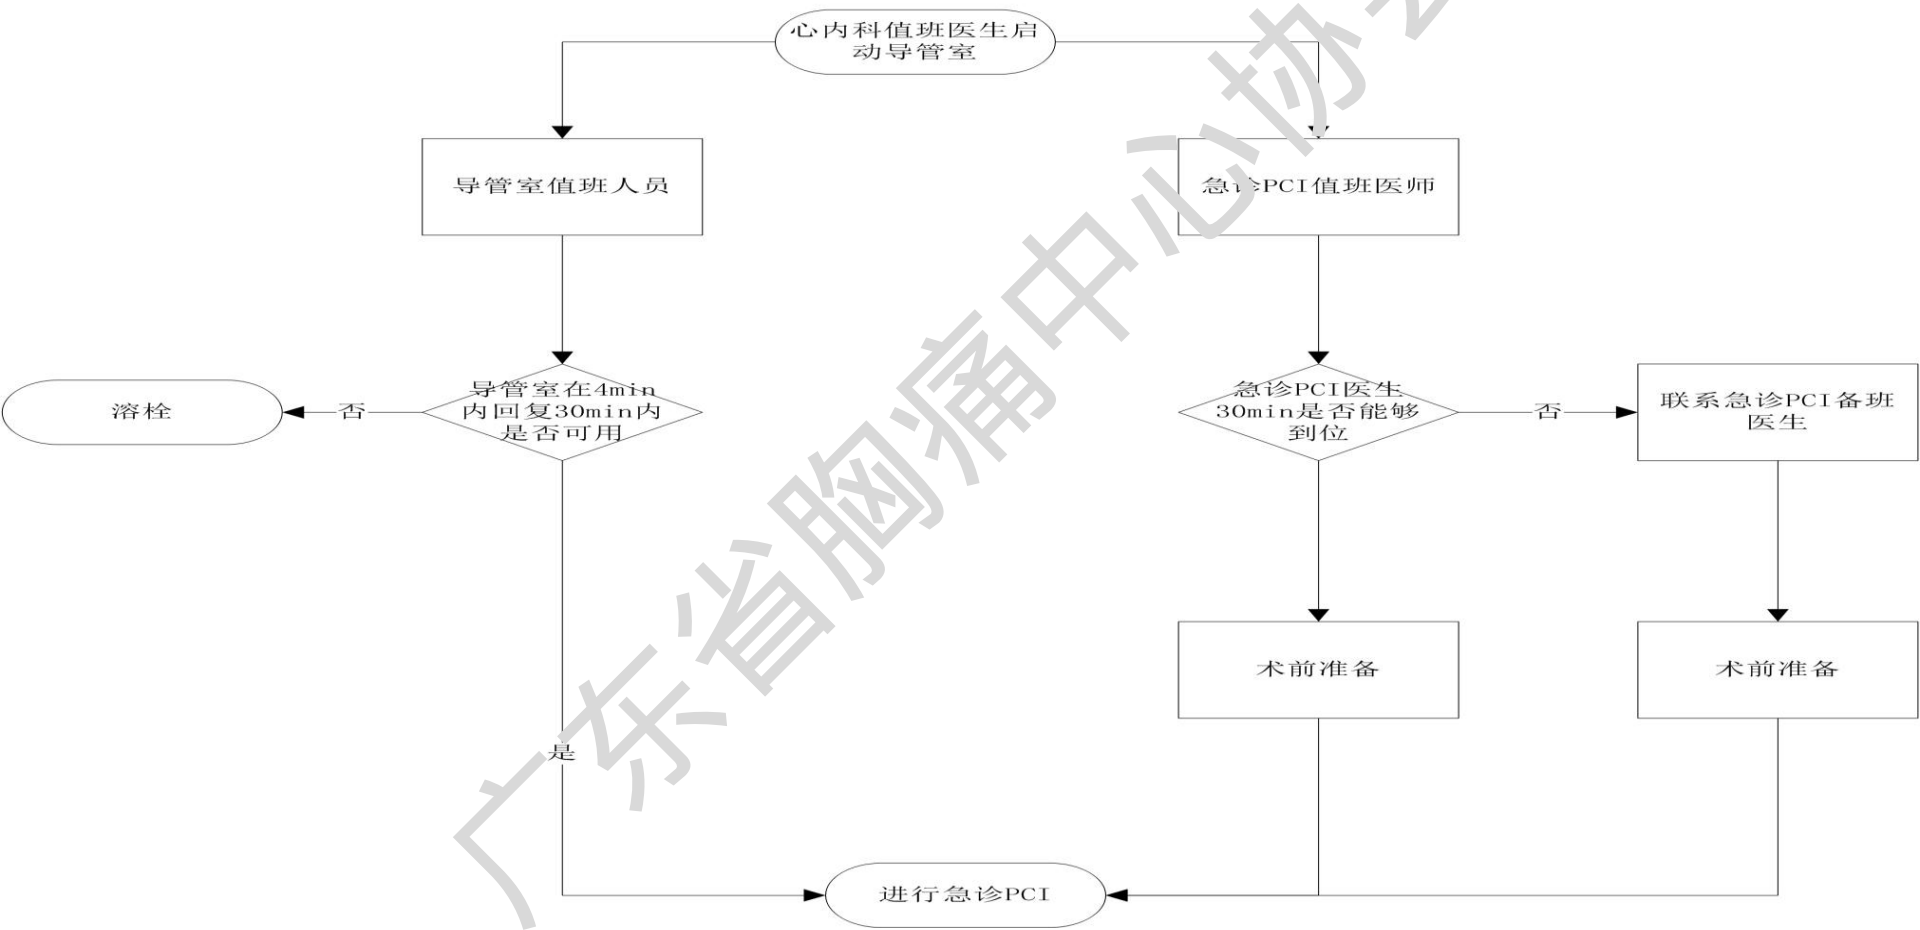 心内科值班医生启
动导管室
导管室值班人员
急诊PCI值班医师
溶栓
否
导管室在4min
内回复30min内
是否可用
急诊PCI医生
30min是否能够
到位
否
联系急诊PCI备班
医生
术前准备
术前准备
是
进行急诊PCI
广东省胸痛中心协会